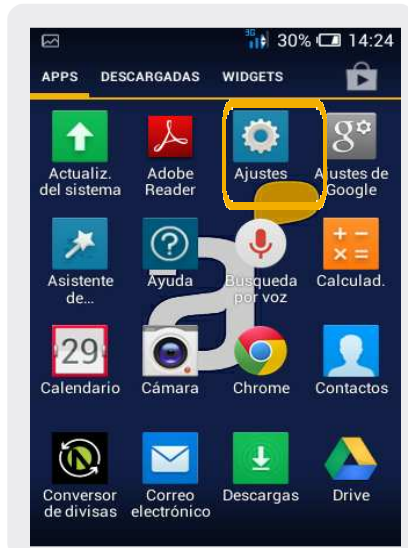 3G 30% 14:24
APPS DESCARGADAS WIDGETS
Actualiz. Adobe Ajustes Ajustes de
del sistema Reader Google
Asistente Ayuda Busqueda Calculad.
de... por voz
29
Calendario Cámara Chrome Contactos
Conversor Correo Descargas Drive
de divisas electrónico